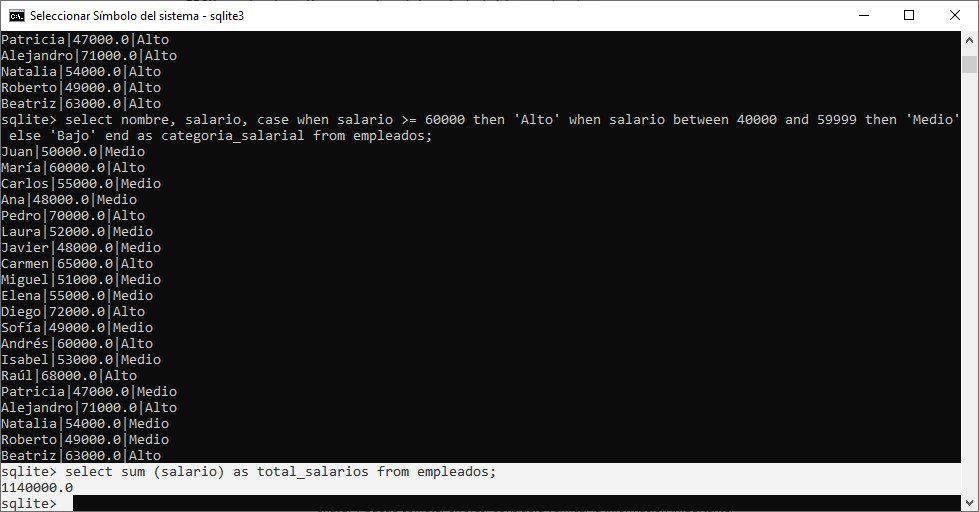 Seleccionar Símbolo del sistema - sqlite3
Patricia|47000.0|Alto
Alejandro|71000.0|Alto
Natalia|54000.0|Alto
Roberto|49000.0|Alto
Beatriz|63000.0|Alto
sqlite> select nombre, salario, case when salario >= 60000 then 'Alto' when salario between 40000 and 59999 then 'Medio'
else 'Bajo' end as categoria_salarial from empleados;
Juan|50000.0|Medio
María|60000.0|Alto
Carlos|55000.0|Medio
Ana|48000.0|Medio
Pedro|70000.0|Alto
Laura|52000.0|Medio
Javier|48000.0|Medio
Carmen|65000.0|Alto
Miguel|51000.0|Medio
Elena|55000.0|Medio
Diego|72000.0|Alto
Sofía|49000.0|Medio
Andrés|60000.0|Alto
Isabel|53000.0|Medio
Raúl|68000.0|Alto
Patricia|47000.0|Medio
Alejandro|71000.0|Alto
Natalia|54000.0|Medio
Roberto|49000.0|Medio
Beatriz|63000.0|Alto
sqlite> select sum (salario) as total_salarios from empleados;
1140000.0
sqlite>